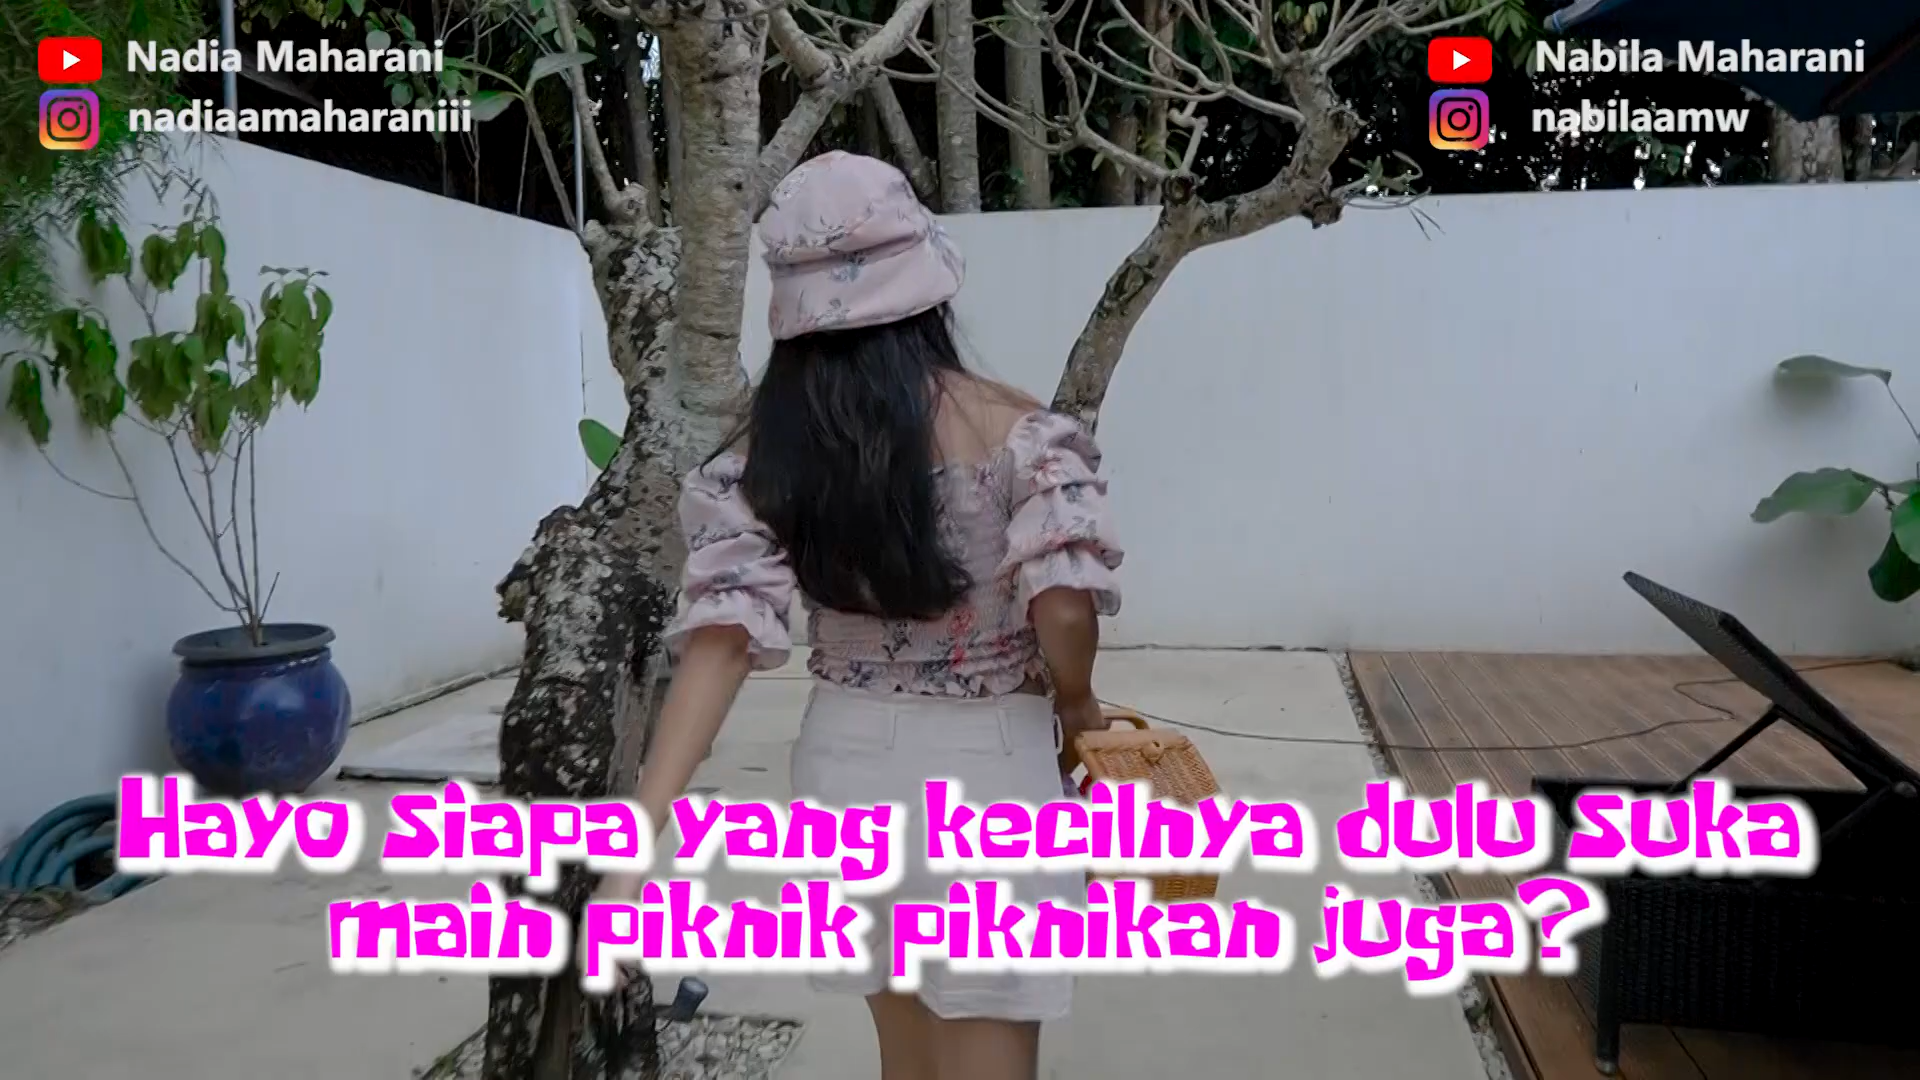 Nadia Maharani
nadiaamaharaniii
Nabila Maharani
nabilaamw
Hayo siapa yang kecilnya dulu suka
main piknik piknikan juga?